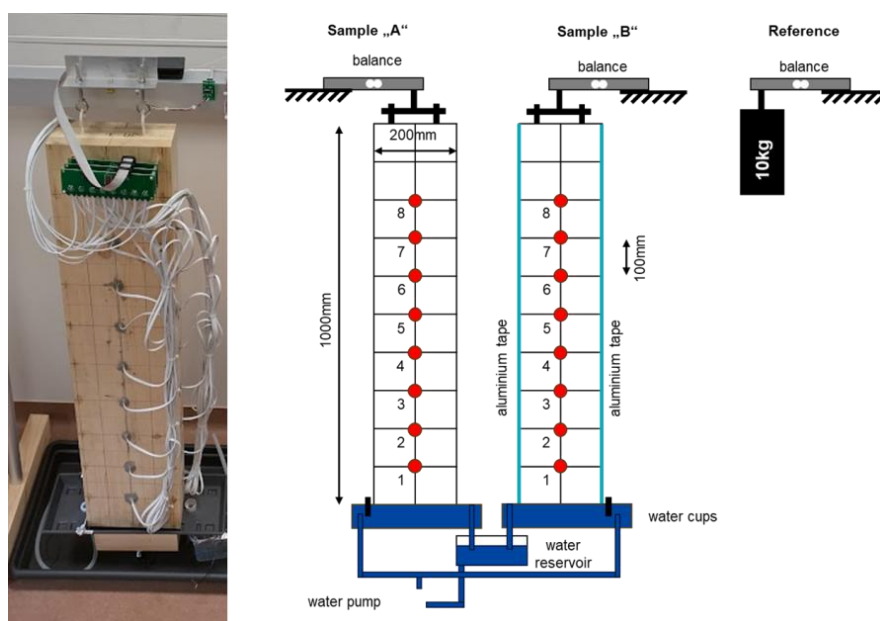 Sample „A“
Sample „B“
Reference
balance
balance
balance
200mm
10kg
8
8
7
7
100mm
6
6
1000mm
5
5
aluminium tape
aluminium tape
4
4
3
3
2
2
1
1
water cups
water
reservoir
water pump